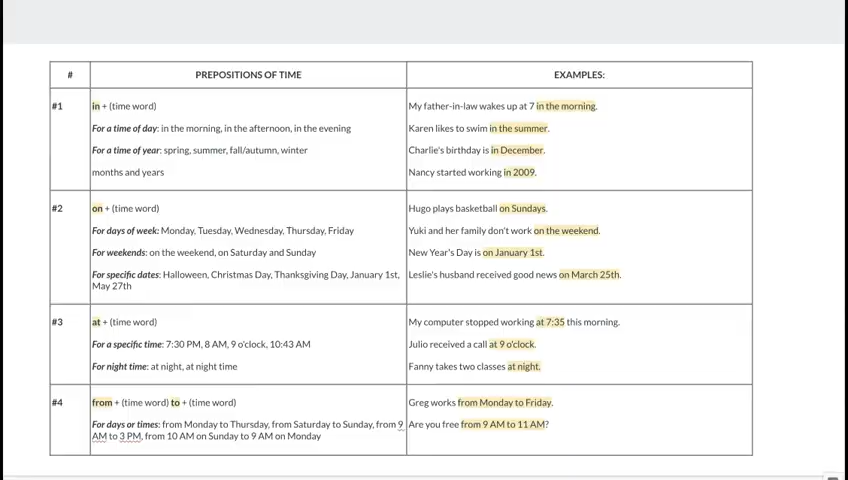 # PREPOSITIONS OF TIME EXAMPLES:
#1 in + (time word)
For a time of day: in the morning, in the afternoon, in the evening
For a time of year: spring, summer, fall/autumn, winter
months and years
My father-in-law wakes up at 7 in the morning.
Karen likes to swim in the summer.
Charlie's birthday is in December.
Nancy started working in 2009.
#2 on + (time word)
For days of week: Monday, Tuesday, Wednesday, Thursday, Friday
For weekends: on the weekend, on Saturday and Sunday
For specific dates: Halloween, Christmas Day, Thanksgiving Day, January 1st,
May 27th
Hugo plays basketball on Sundays.
Yuki and her family don't work on the weekend.
New Year's Day is on January 1st.
Leslie's husband received good news on March 25th.
#3 at + (time word)
For a specific time: 7:30 PM, 8 AM, 9 o'clock, 10:43 AM
For night time: at night, at night time
My computer stopped working at 7:35 this morning.
Julio received a call at 9 o'clock.
Fanny takes two classes at night.
#4 from + (time word) to + (time word)
For days or times: from Monday to Thursday, from Saturday to Sunday, from 9
AM to 3 PM, from 10 AM on Sunday to 9 AM on Monday
Greg works from Monday to Friday.
Are you free from 9 AM to 11 AM?